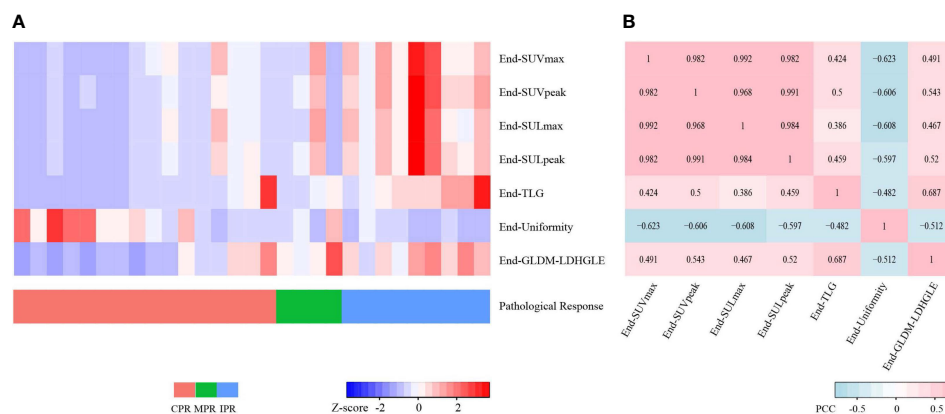 A
B
End-SUVmax
End-SUVpeak
End-SULmax
End-SULpeak
End-TLG
End-Uniformity
End-GLDM-LDHGLE
Pathological Response
CPR MPR IPR
Z-score -2 0 2
1 0.982 0.992 0.982 0.424 −0.623 0.491
0.982 1 0.968 0.991 0.5 −0.606 0.543
0.992 0.968 1 0.984 0.386 −0.608 0.467
0.982 0.991 0.984 1 0.459 −0.597 0.52
0.424 0.5 0.386 0.459 1 −0.482 0.687
−0.623 −0.606 −0.608 −0.597 −0.482 1 −0.512
0.491 0.543 0.467 0.52 0.687 −0.512 1
End-SUVmax
End-SUVpeak
End-SULmax
End-SULpeak
End-TLG
End-Uniformity
End-GLDM-LDHGLE
PCC −0.5 0 0.5